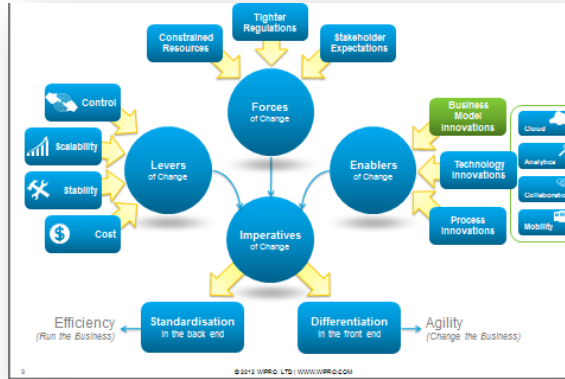 Tighter
Regulations
Constrained
Resources
Stakeholder
Expectations
Forces
of Change
Control
Scalability
Stability
Cost
Levers
of Change
Enablers
of Change
Business
Model
Innovations
Technology
Innovations
Process
Innovations
Cloud
Analytics
Collaboratio
Mobility
Imperatives
of Change
Efficiency
(Run the Business)
Standardisation
in the back end
Differentiation
in the front end
Agility
(Change the Business)
9
©2012 WIPRO LTD | WWW.WIPRO.COM